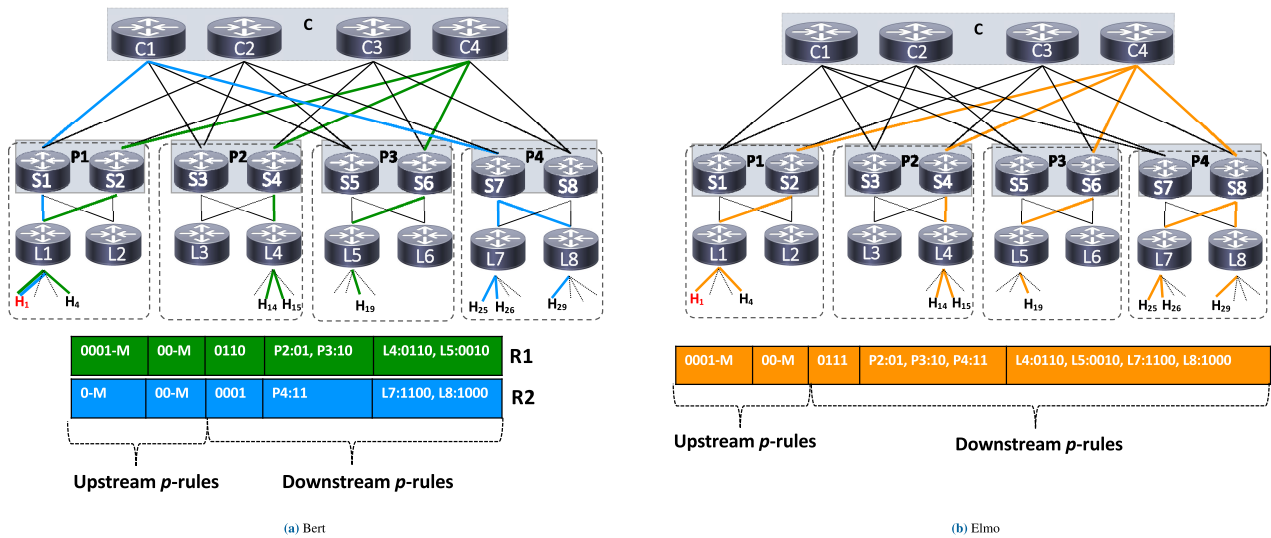 C
C1 C2 C3 C4
P1 P2 P3 P4
S1 S2 S3 S4 S5 S6 S7 S8
L1 L2 L3 L4 L5 L6 L7 L8
H1 H4 H14 H15 H19 H25 H26 H29
0001-M 00-M 0110 P2:01, P3:10 L4:0110, L5:0010 R1
0-M 00-M 0001 P4:11 L7:1100, L8:1000 R2
Upstream p-rules Downstream p-rules
(a) Bert
C
C1 C2 C3 C4
P1 P2 P3 P4
S1 S2 S3 S4 S5 S6 S7 S8
L1 L2 L3 L4 L5 L6 L7 L8
H1 H4 H14 H15 H19 H25 H26 H29
0001-M 00-M 0111 P2:01, P3:10, P4:11 L4:0110, L5:0010, L7:1100, L8:1000
Upstream p-rules Downstream p-rules
(b) Elmo